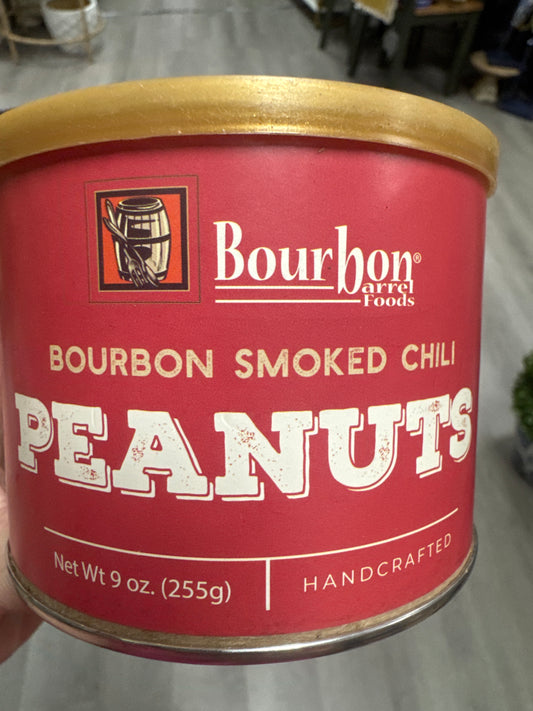 Bourbon®
Barrel
Foods
BOURBON SMOKED CHILI
PEANUTS
Net Wt 9 oz. (255g)
HANDCRAFTED